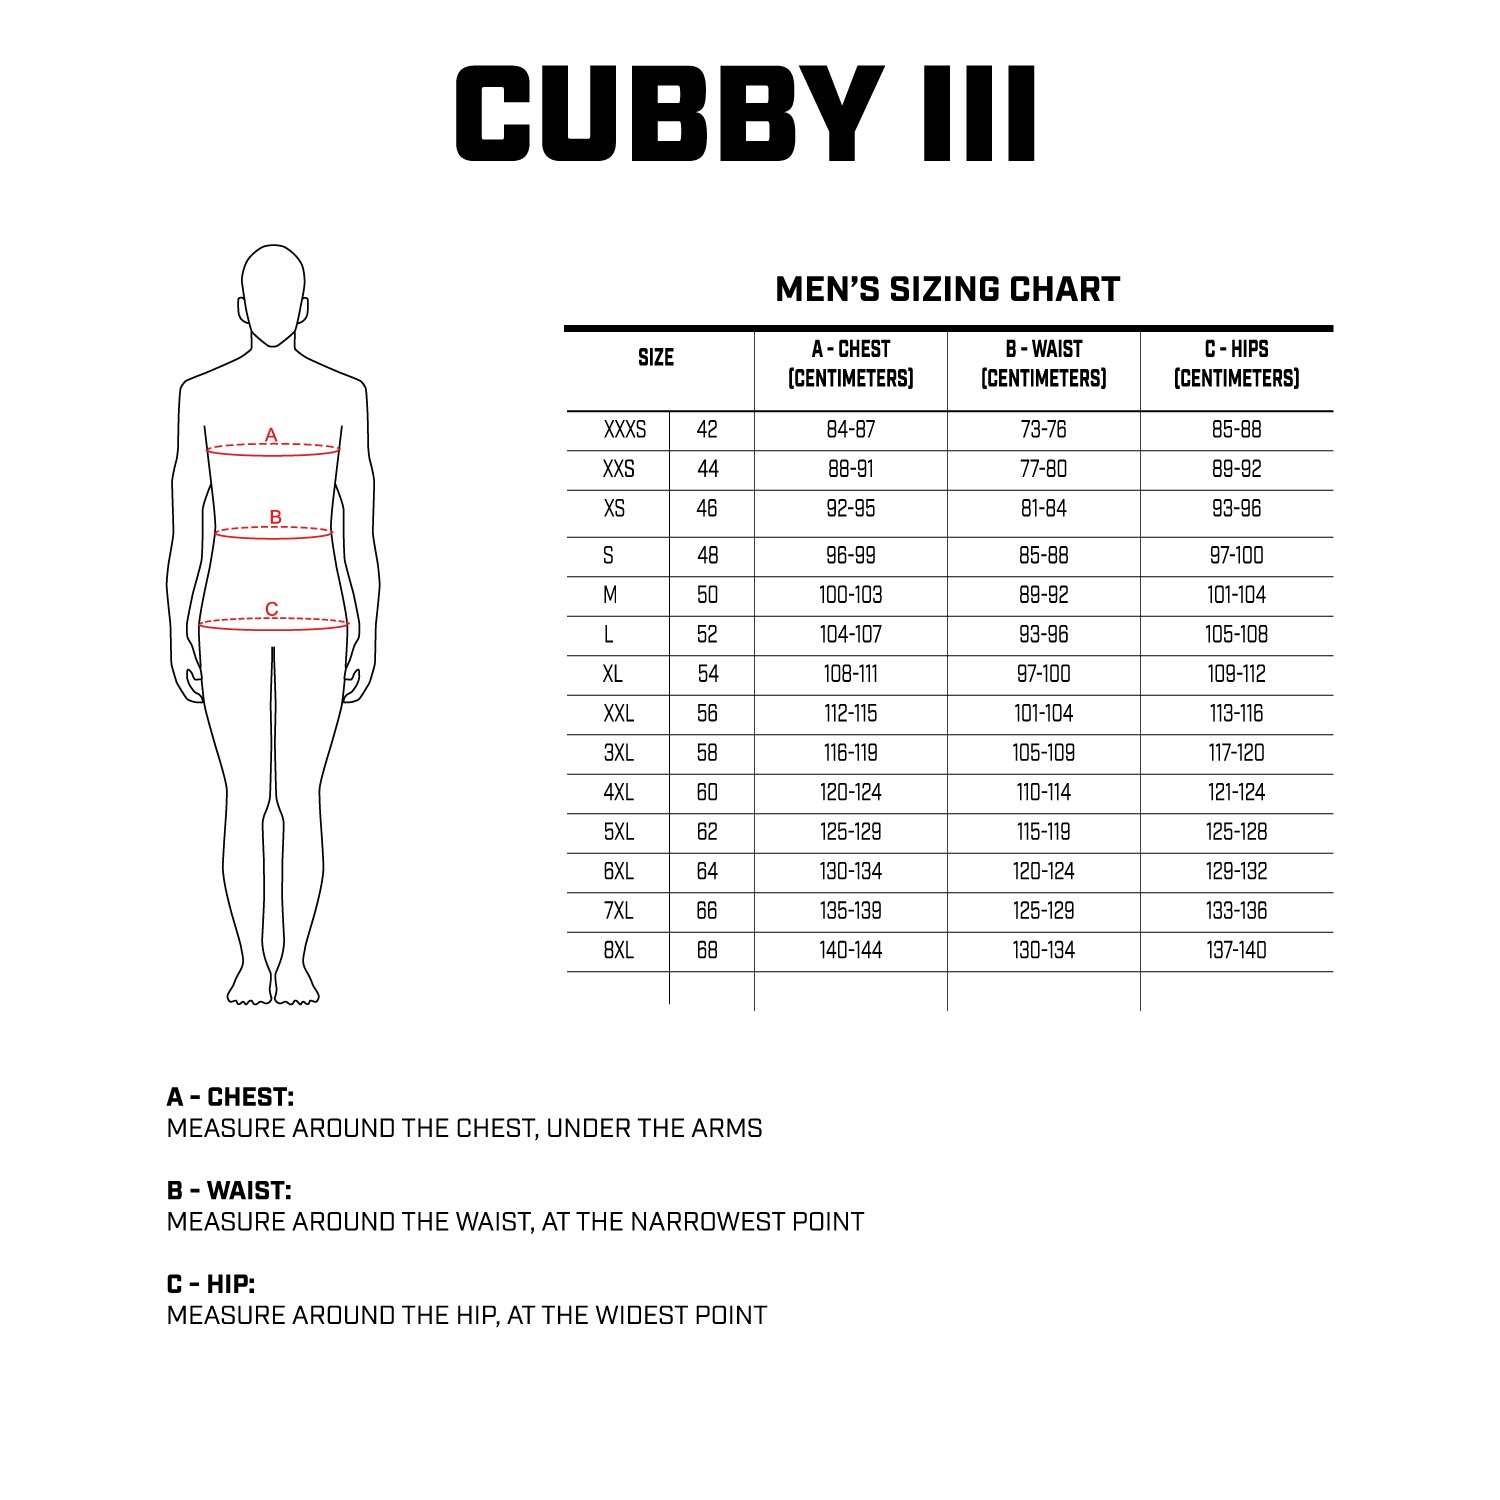 CUBBY III
MEN'S SIZING CHART
SIZE A - CHEST (CENTIMETERS) B - WAIST (CENTIMETERS) C - HIPS (CENTIMETERS)
XXXS 42 84-87 73-76 85-88
XXS 44 88-91 77-80 89-92
XS 46 92-95 81-84 93-96
S 48 96-99 85-88 97-100
M 50 100-103 89-92 101-104
L 52 104-107 93-96 105-108
XL 54 108-111 97-100 109-112
XXL 56 112-115 101-104 113-116
3XL 58 116-119 105-109 117-120
4XL 60 120-124 110-114 121-124
5XL 62 125-129 115-119 125-128
6XL 64 130-134 120-124 129-132
7XL 66 135-139 125-129 133-136
8XL 68 140-144 130-134 137-140
A
B
C
A - CHEST:
MEASURE AROUND THE CHEST, UNDER THE ARMS
B - WAIST:
MEASURE AROUND THE WAIST, AT THE NARROWEST POINT
C - HIP:
MEASURE AROUND THE HIP, AT THE WIDEST POINT